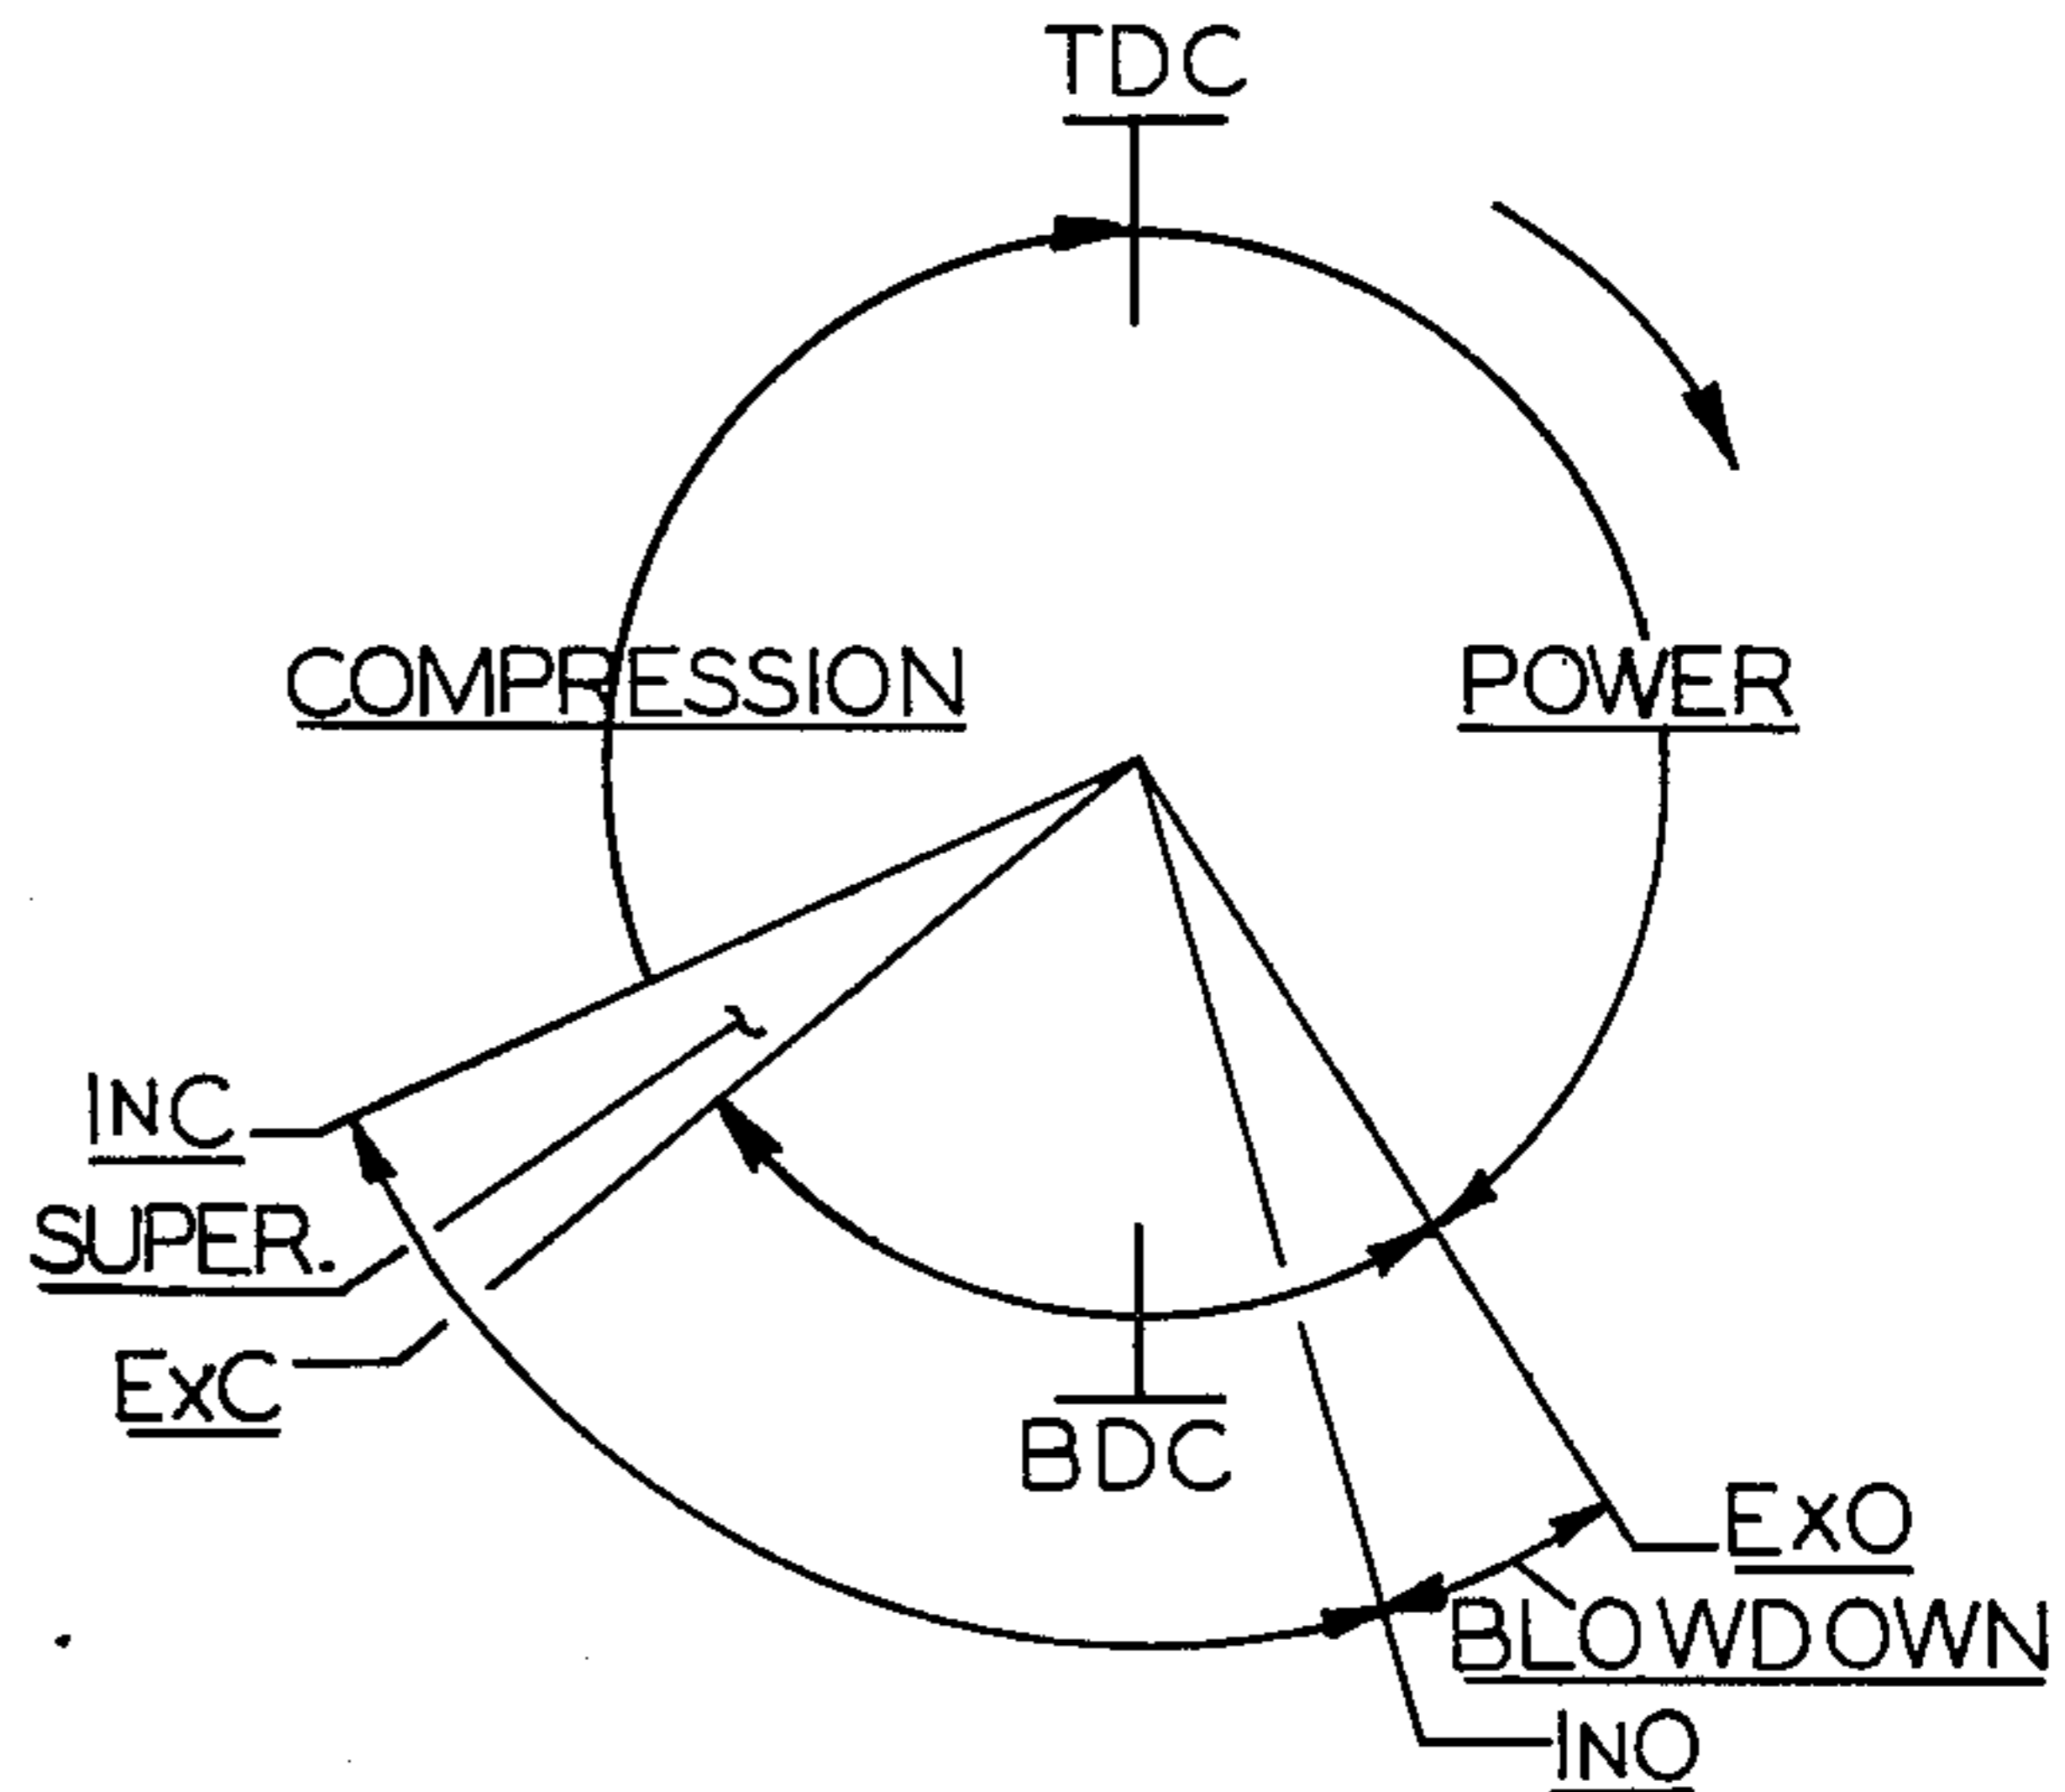 TDC
COMPRESSION
POWER
INC
SUPER.
ExC
BDC
ExO
BLOWDOWN
INO